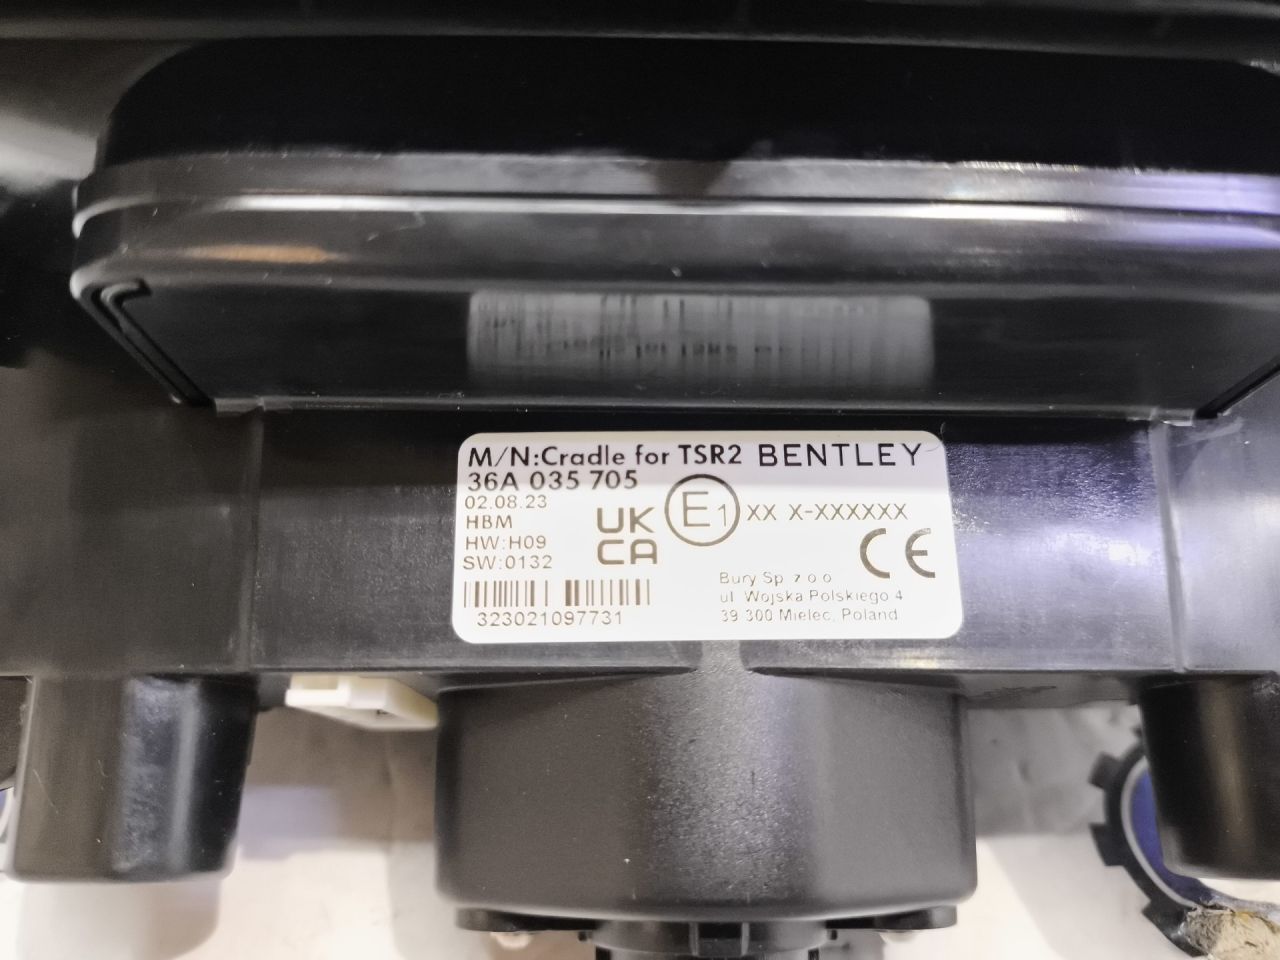 M/N:Cradle for TSR2 BENTLEY
36A 035 705
02.08.23
HBM
HW:H09
SW:0132
UK
CA
E1 XX X-XXXXXX
CE
Bury Sp. z o o
ul. Wojska Polskiego 4
39 300 Mielec, Poland
323021097731